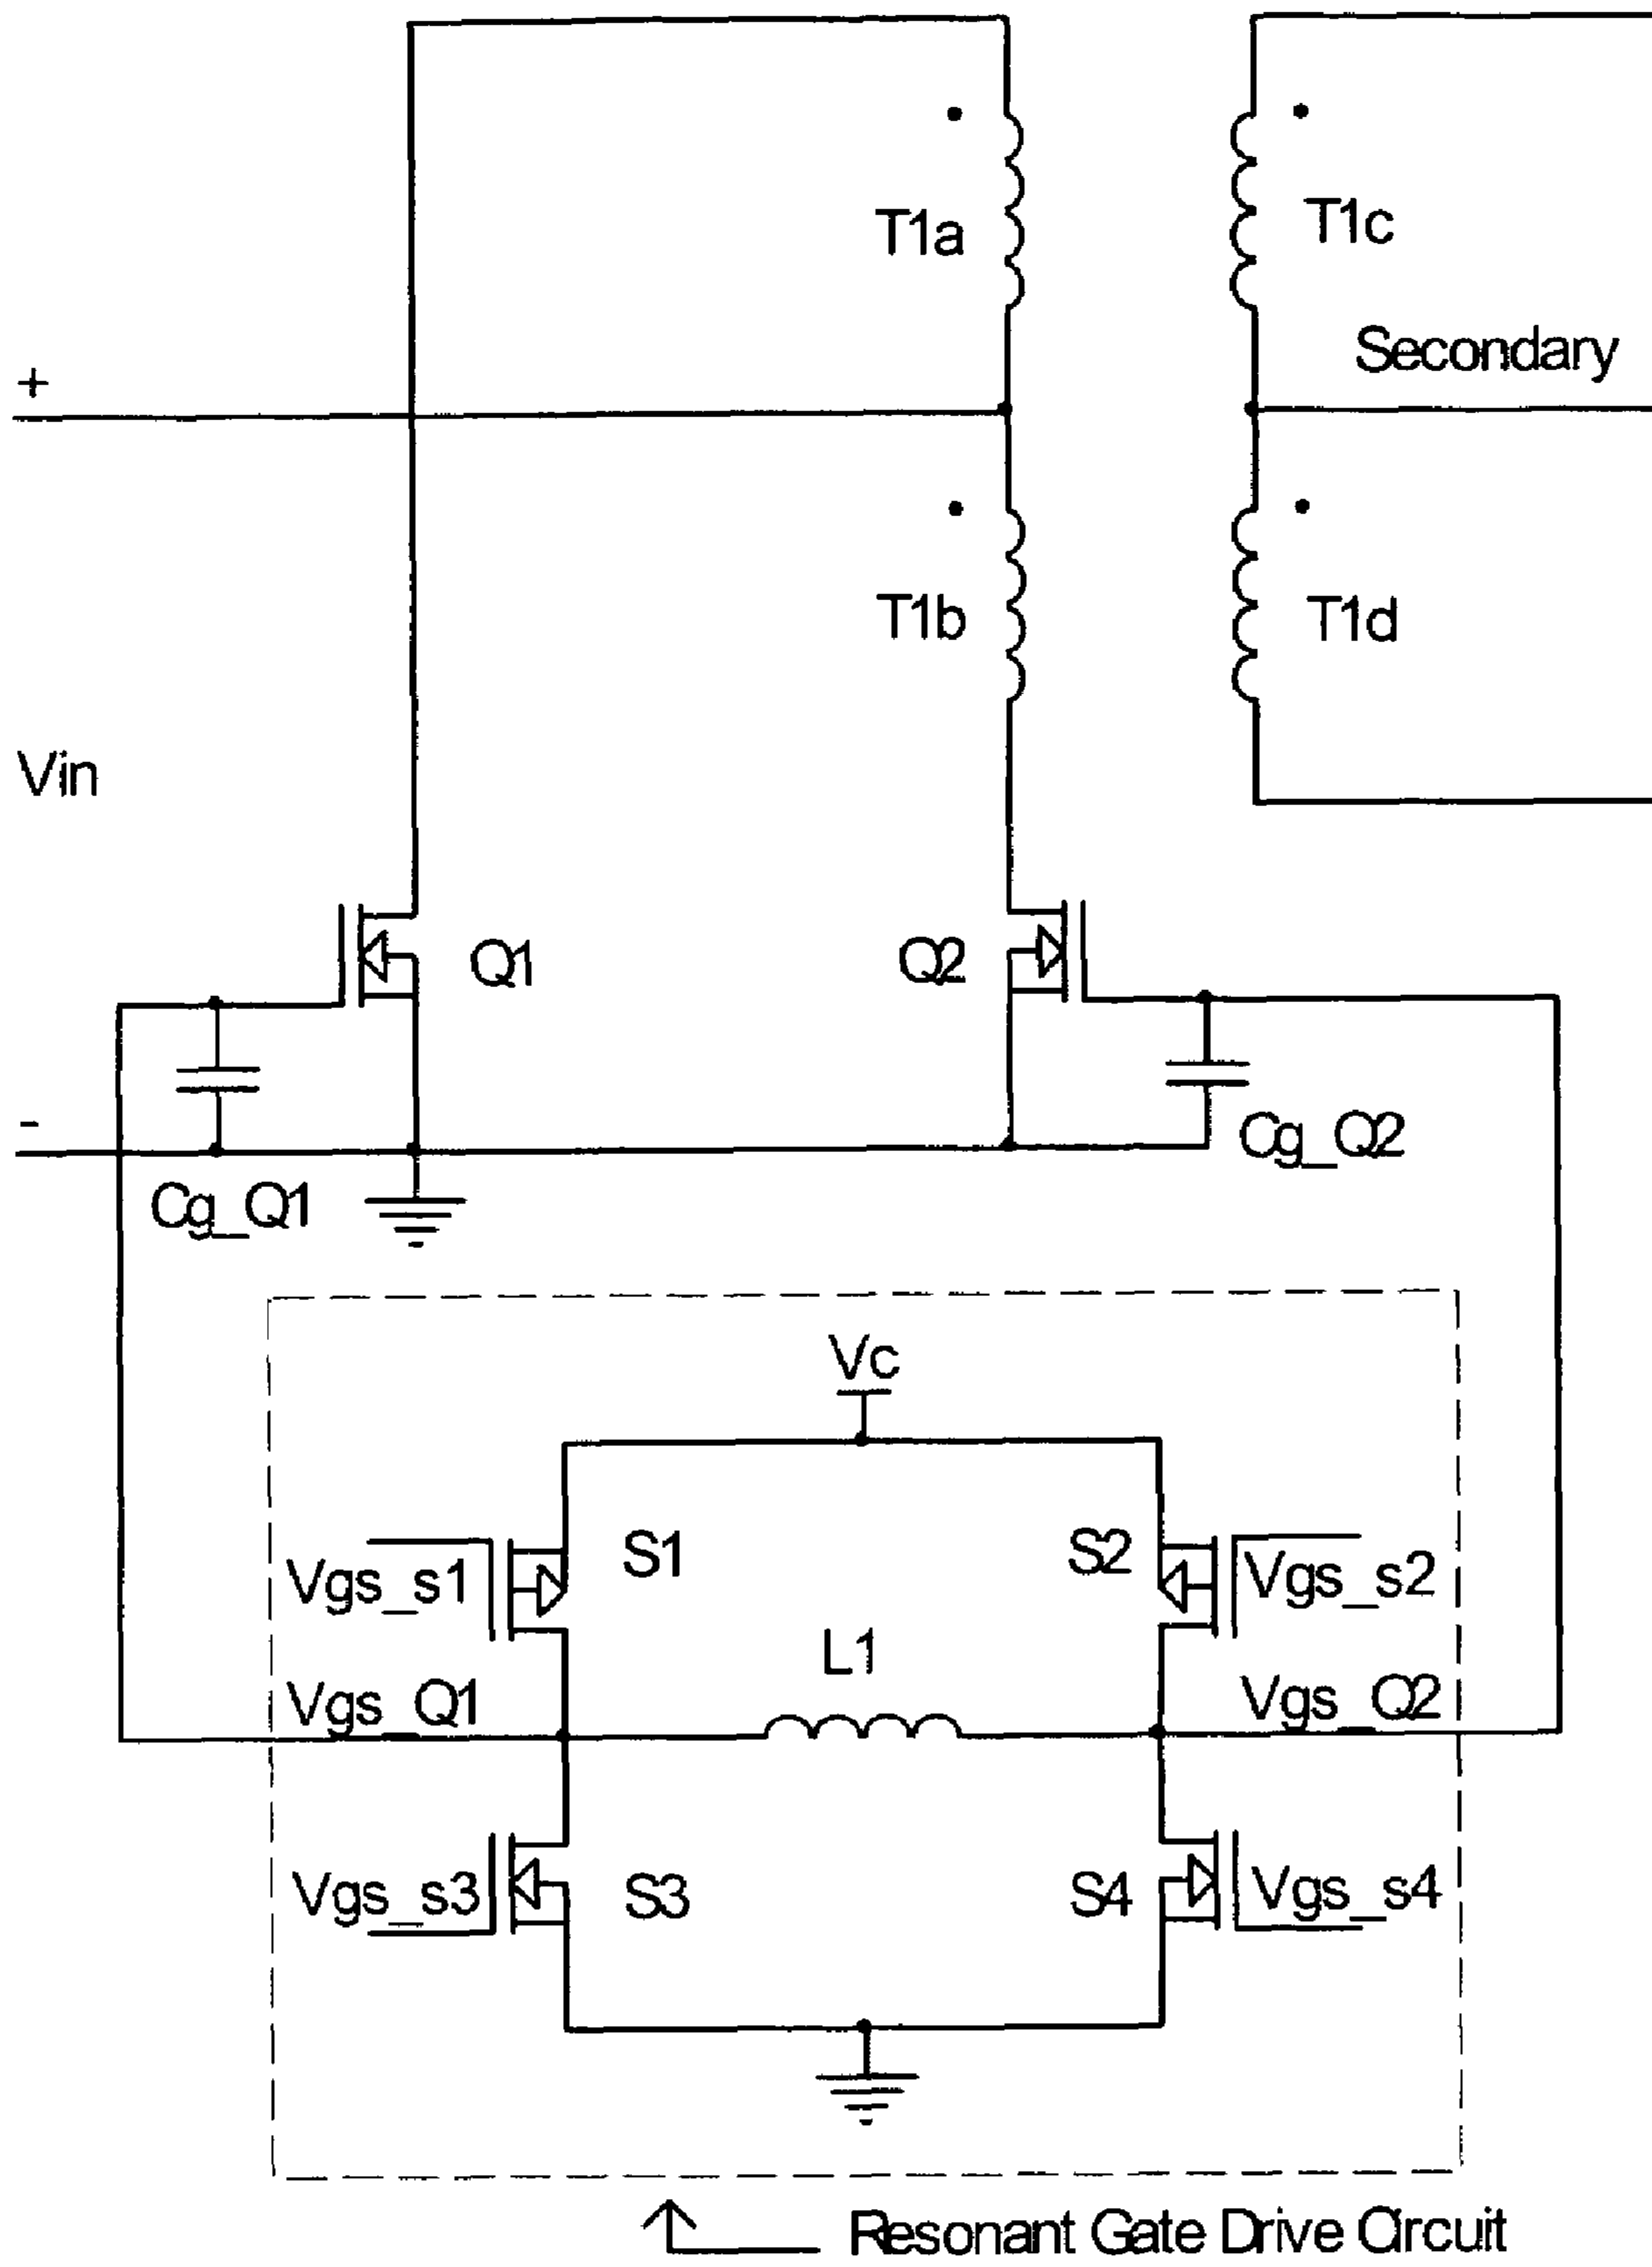 T1a
T1c
Secondary
+
T1b
T1d
Vin
Q1
Q2
-
Cg_Q1
Cg_Q2
Vc
S1
S2
Vgs_s1
Vgs_s2
L1
Vgs_Q1
Vgs_Q2
Vgs_s3
S3
S4
Vgs_s4
Resonant Gate Drive Circuit